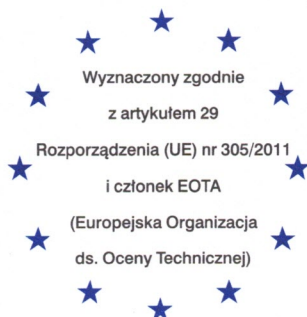 Wyznaczony zgodnie
z artykułem 29
Rozporządzenia (UE) nr 305/2011
i członek EOTA
(Europejska Organizacja
ds. Oceny Technicznej)